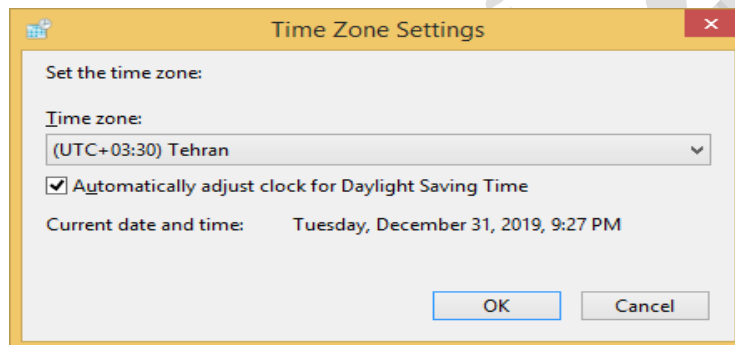 Time Zone Settings
Set the time zone:
Time zone:
(UTC+03:30) Tehran
Automatically adjust clock for Daylight Saving Time
Current date and time: Tuesday, December 31, 2019, 9:27 PM
OK Cancel